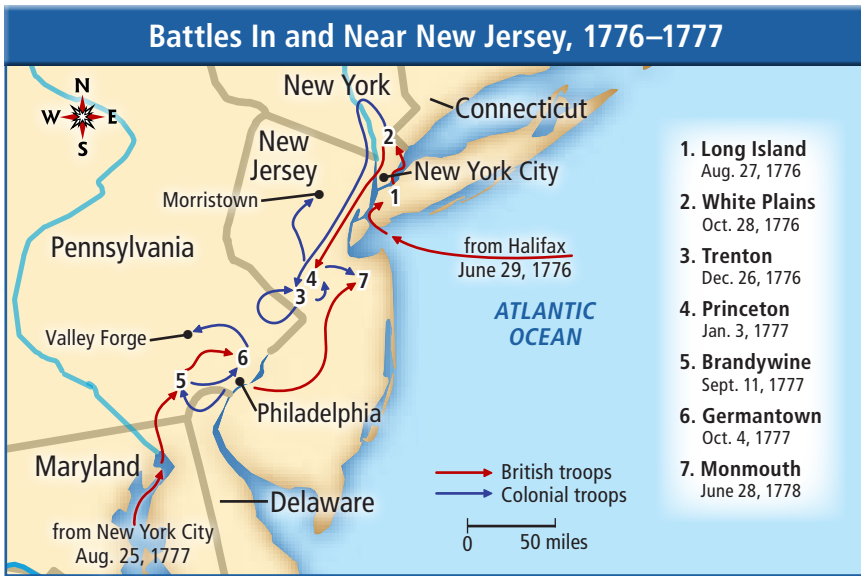 Battles In and Near New Jersey, 1776–1777
N
W E
S
New York
Connecticut
New
Jersey
2
New York City
Morristown
1
Pennsylvania
from Halifax
June 29, 1776
4
7
3
ATLANTIC
OCEAN
Valley Forge
6
5
Philadelphia
Maryland
Delaware
from New York City
Aug. 25, 1777
British troops
Colonial troops
0 50 miles
1. Long Island
Aug. 27, 1776
2. White Plains
Oct. 28, 1776
3. Trenton
Dec. 26, 1776
4. Princeton
Jan. 3, 1777
5. Brandywine
Sept. 11, 1777
6. Germantown
Oct. 4, 1777
7. Monmouth
June 28, 1778